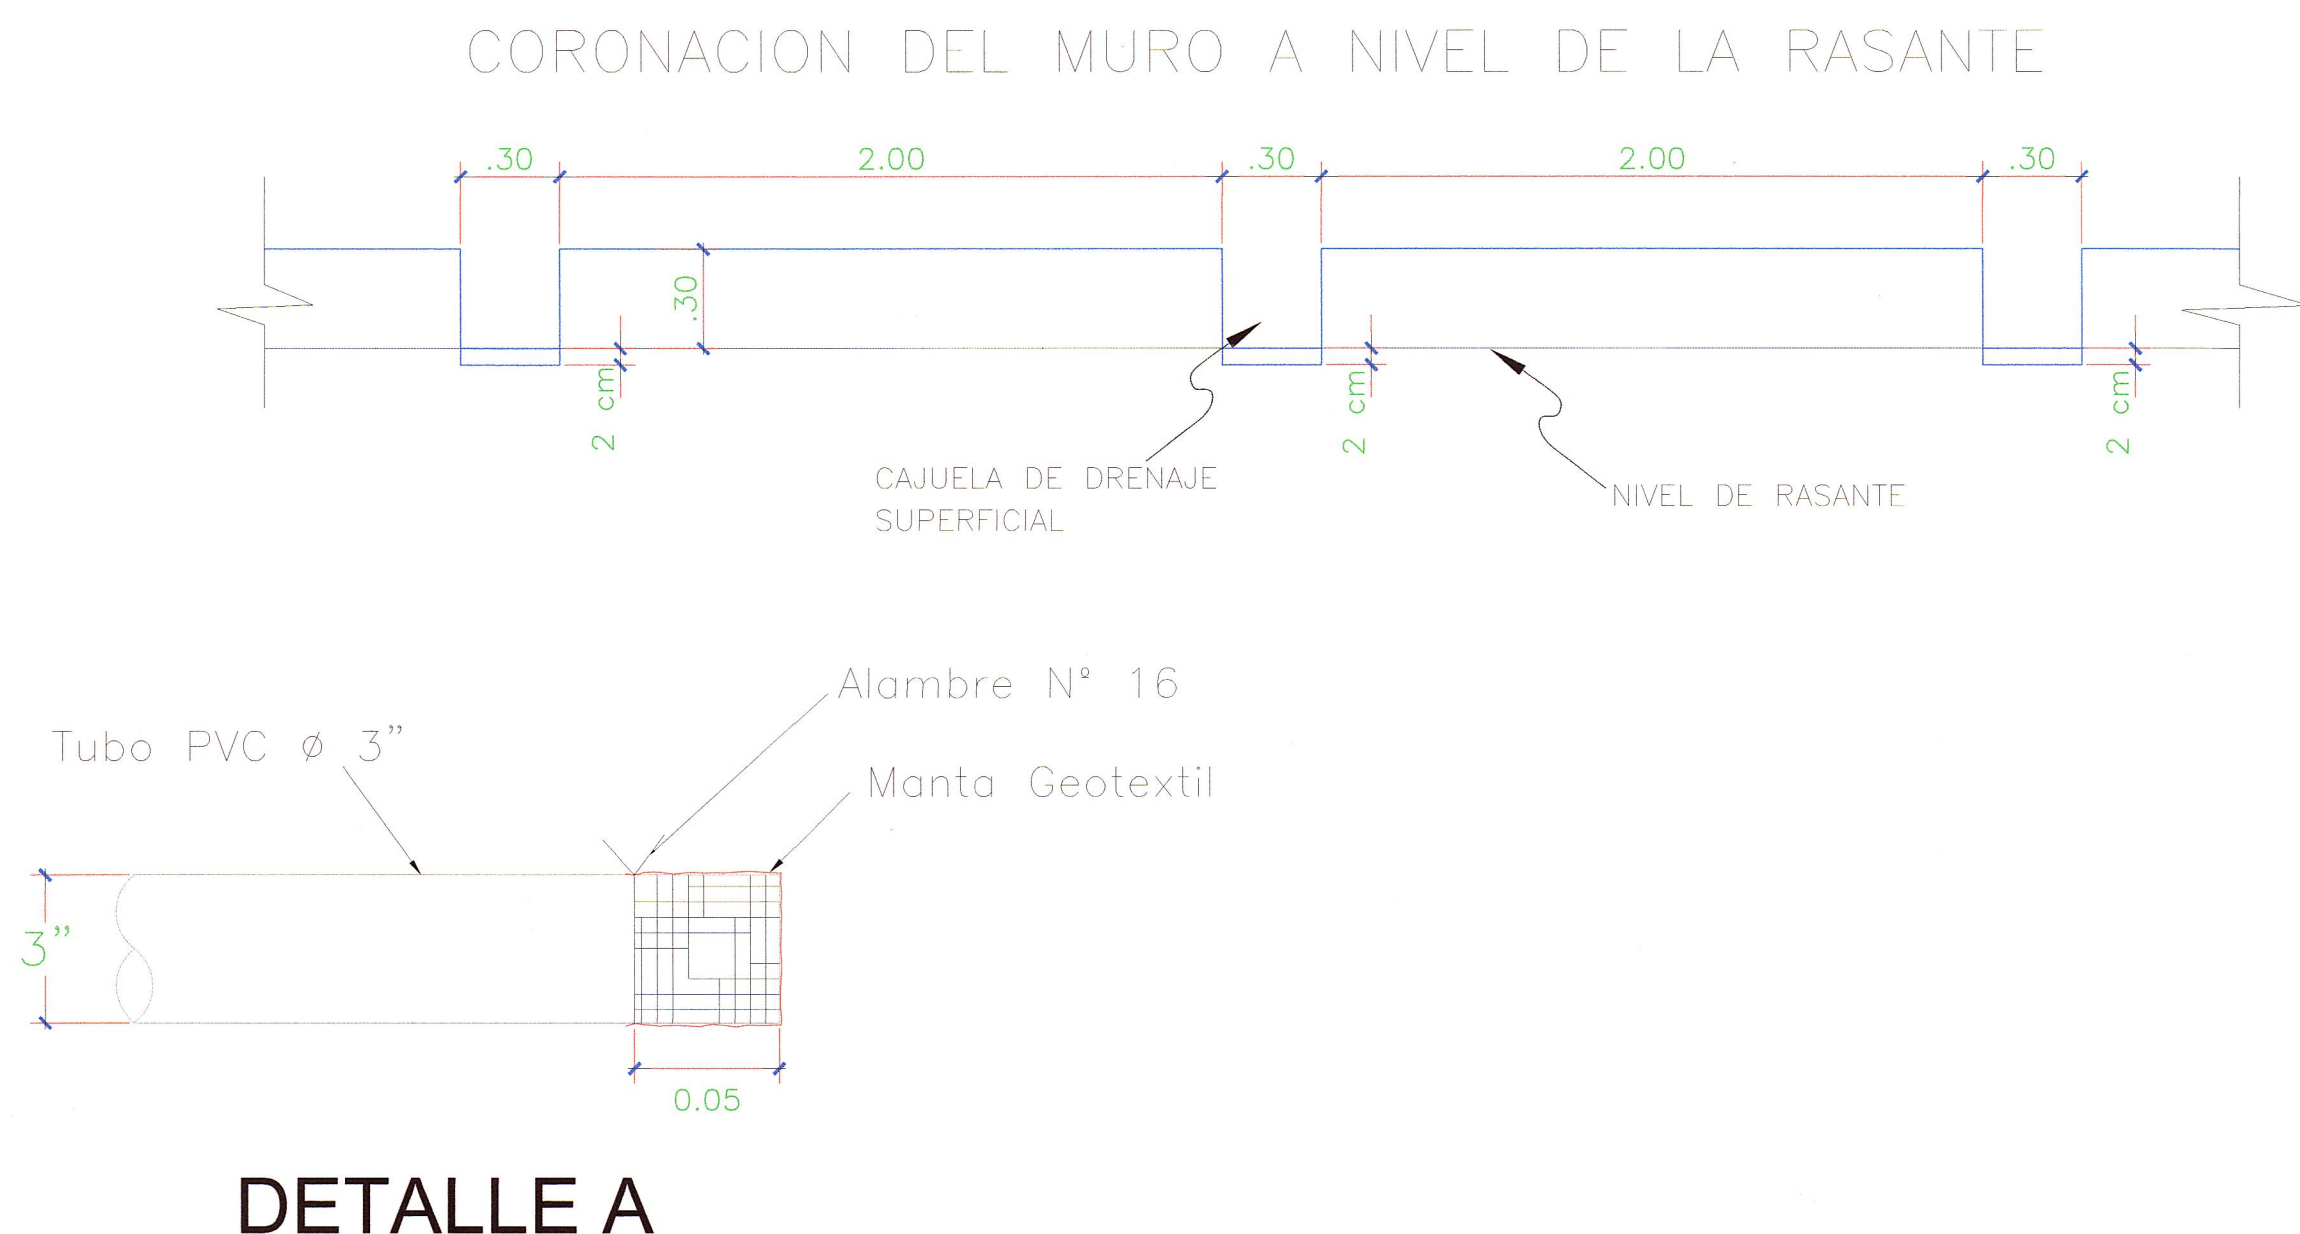 CORONACION DEL MURO A NIVEL DE LA RASANTE
.30 2.00 .30 2.00 .30
.30
2 cm 2 cm 2 cm
CAJUELA DE DRENAJE
SUPERFICIAL
NIVEL DE RASANTE
Alambre Nº 16
Tubo PVC ø 3”
Manta Geotextil
3”
0.05
DETALLE A